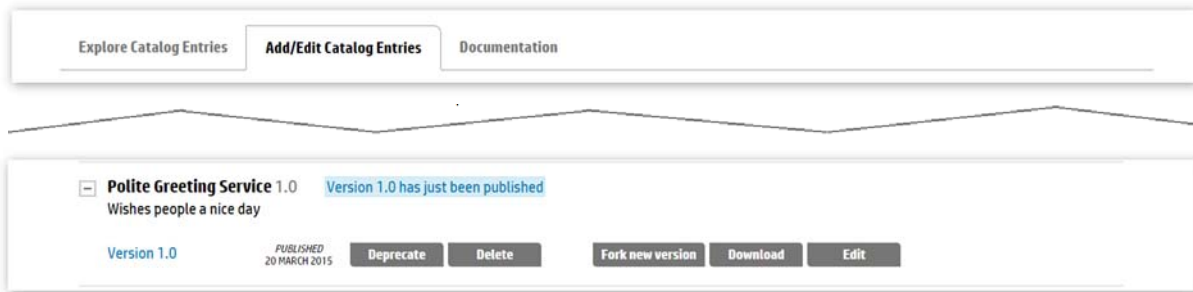 Explore Catalog Entries Add/Edit Catalog Entries Documentation
Polite Greeting Service 1.0 Version 1.0 has just been published
Wishes people a nice day
Version 1.0 PUBLISHED Deprecate Delete Fork new version Download Edit
20 MARCH 2015